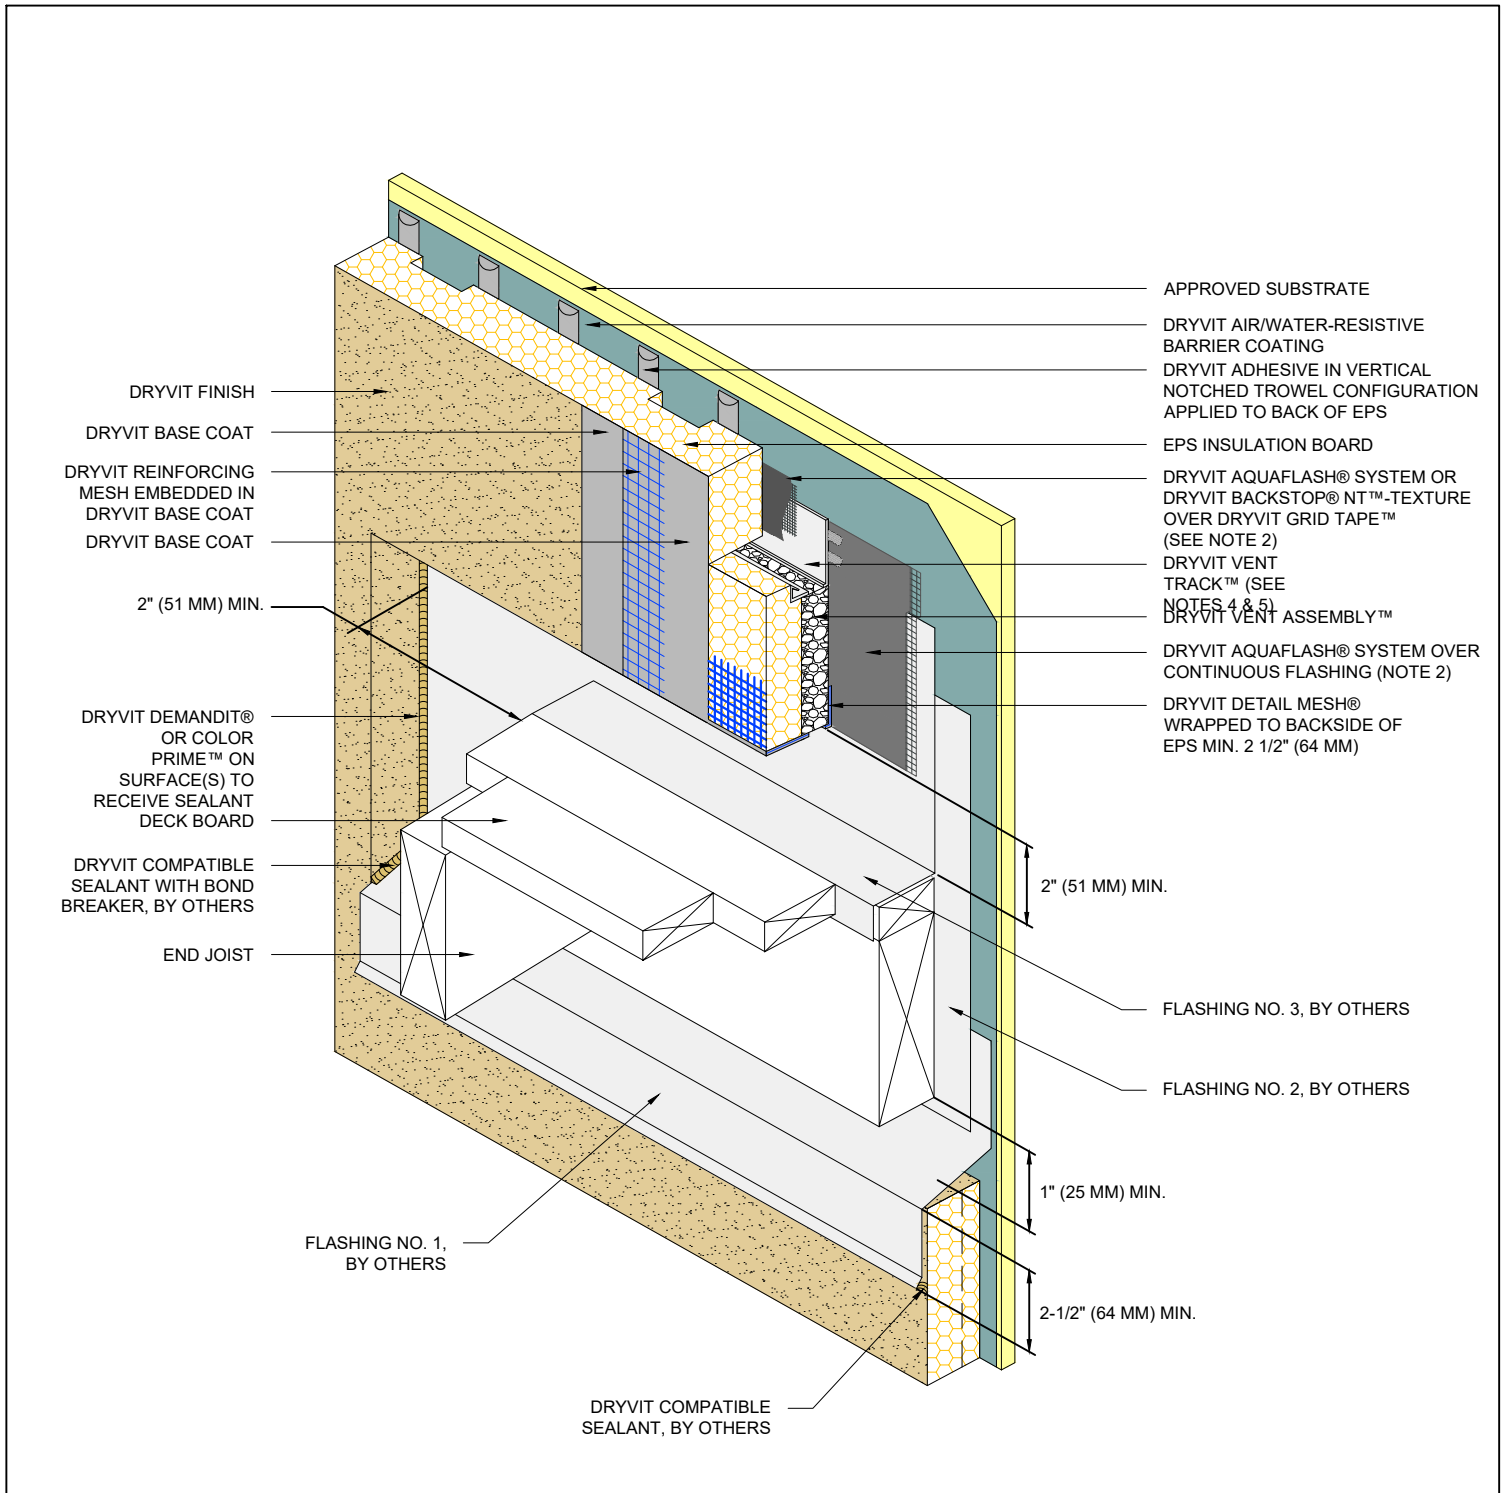 APPROVED SUBSTRATE
DRYVIT AIR/WATER-RESISTIVE
BARRIER COATING
DRYVIT ADHESIVE IN VERTICAL
NOTCHED TROWEL CONFIGURATION
APPLIED TO BACK OF EPS
EPS INSULATION BOARD
DRYVIT AQUAFLASH® SYSTEM OR
DRYVIT BACKSTOP® NT™-TEXTURE
OVER DRYVIT GRID TAPE™
(SEE NOTE 2)
DRYVIT VENT
TRACK™ (SEE
NOTES 4 & 5)
DRYVIT VENT ASSEMBLY™
DRYVIT AQUAFLASH® SYSTEM OVER
CONTINUOUS FLASHING (NOTE 2)
DRYVIT DETAIL MESH®
WRAPPED TO BACKSIDE OF
EPS MIN. 2 1/2" (64 MM)
2" (51 MM) MIN.
FLASHING NO. 3, BY OTHERS
FLASHING NO. 2, BY OTHERS
1" (25 MM) MIN.
2-1/2" (64 MM) MIN.
DRYVIT FINISH
DRYVIT BASE COAT
DRYVIT REINFORCING
MESH EMBEDDED IN
DRYVIT BASE COAT
DRYVIT BASE COAT
2" (51 MM) MIN.
DRYVIT DEMANDIT®
OR COLOR
PRIME™ ON
SURFACE(S) TO
RECEIVE SEALANT
DECK BOARD
DRYVIT COMPATIBLE
SEALANT WITH BOND
BREAKER, BY OTHERS
END JOIST
FLASHING NO. 1,
BY OTHERS
DRYVIT COMPATIBLE
SEALANT, BY OTHERS